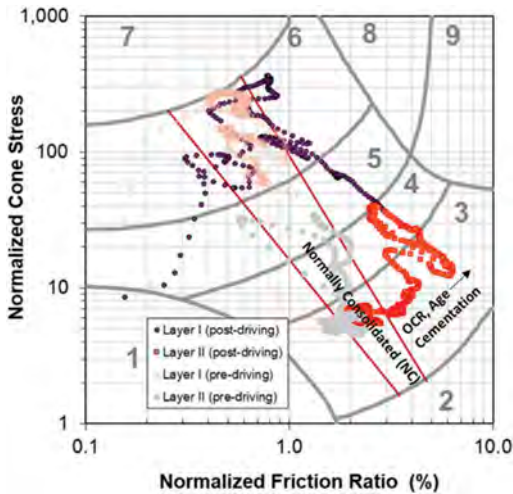 1,000
100
10
1
Normalized Cone Stress
7
6
8
9
5
4
3
1
2
Normally Consolidated (NC)
OCR, Age
Cementation
Layer I (post-driving)
Layer II (post-driving)
Layer I (pre-driving)
Layer II (pre-driving)
0.1
1.0
10.0
Normalized Friction Ratio (%)